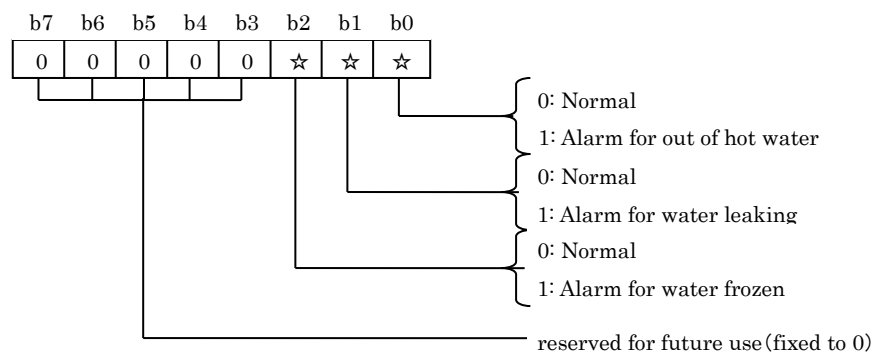 b7 b6 b5 b4 b3 b2 b1 b0
0 0 0 0 0 ☆ ☆ ☆
0: Normal
1: Alarm for out of hot water
0: Normal
1: Alarm for water leaking
0: Normal
1: Alarm for water frozen
reserved for future use(fixed to 0)